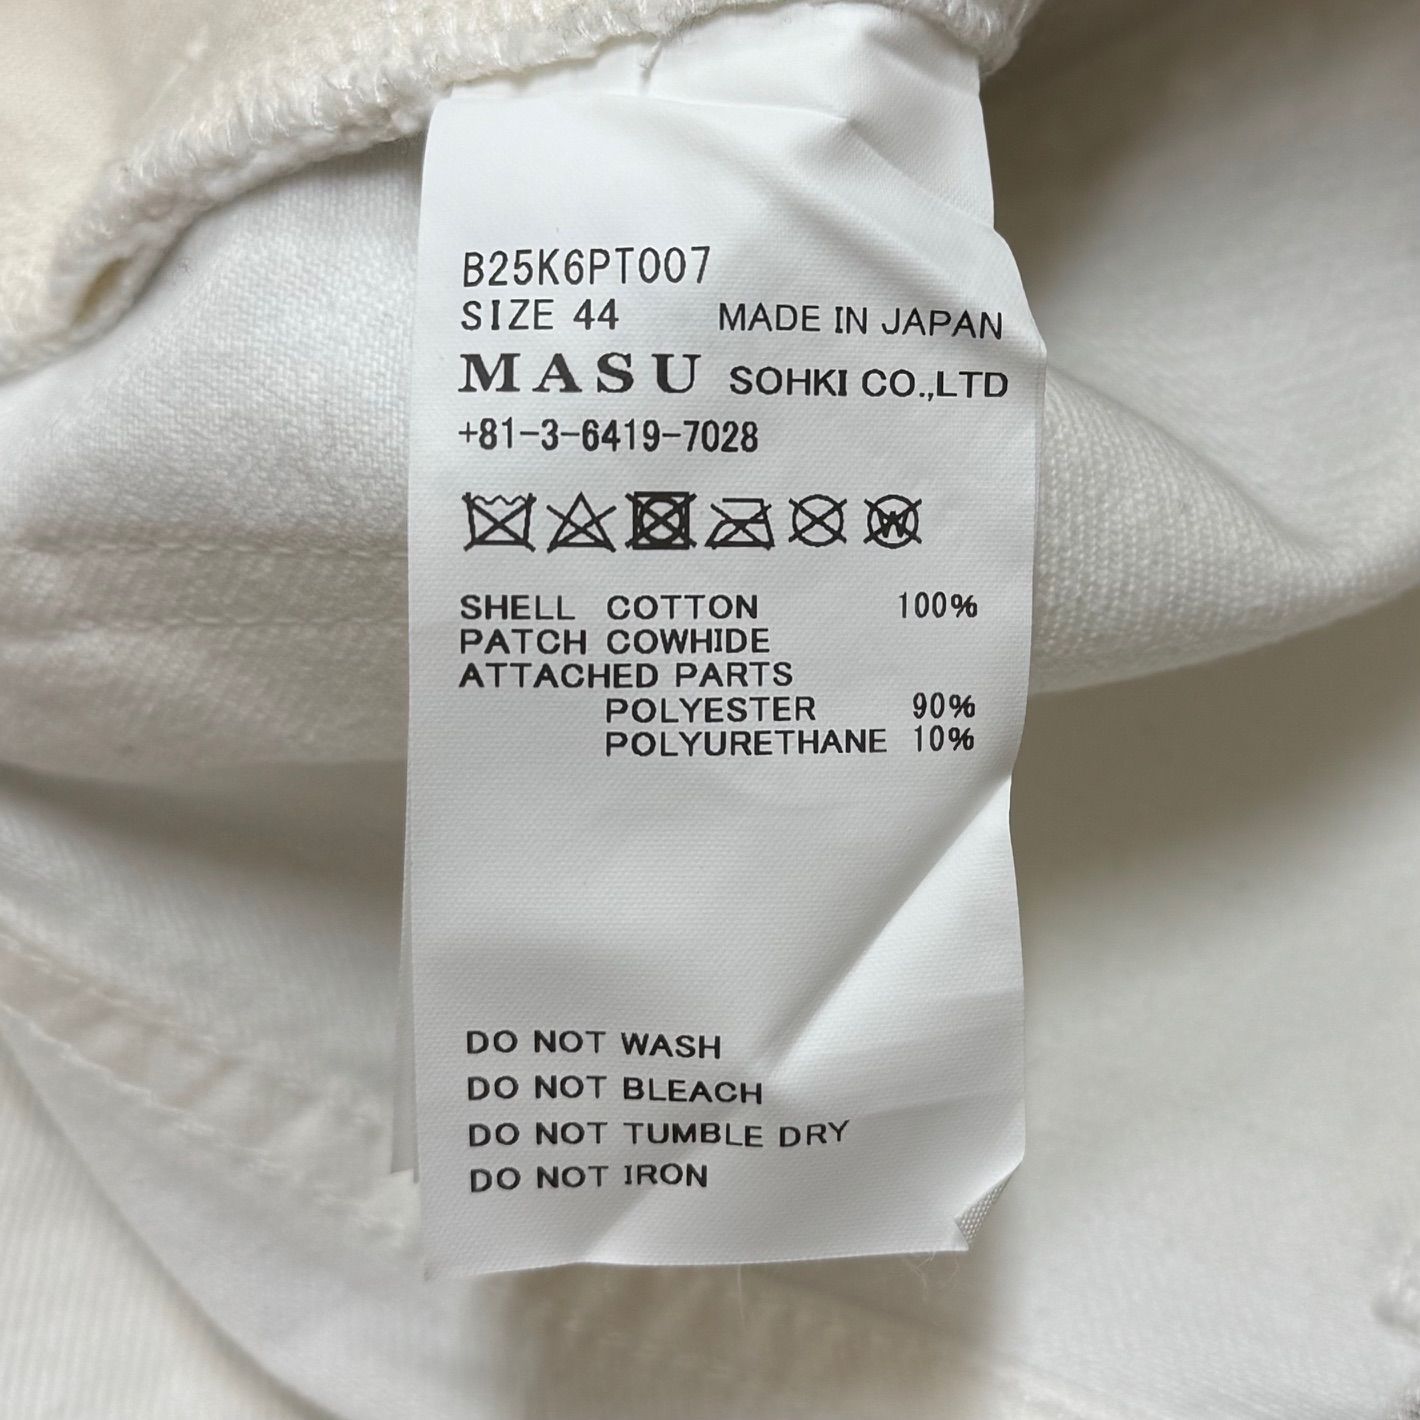 B25K6PT007
SIZE 44 MADE IN JAPAN
MASU SOHKI CO.,LTD
+81-3-6419-7028
W
SHELL COTTON 100%
PATCH COWHIDE
ATTACHED PARTS
POLYESTER 90%
POLYURETHANE 10%
DO NOT WASH
DO NOT BLEACH
DO NOT TUMBLE DRY
DO NOT IRON